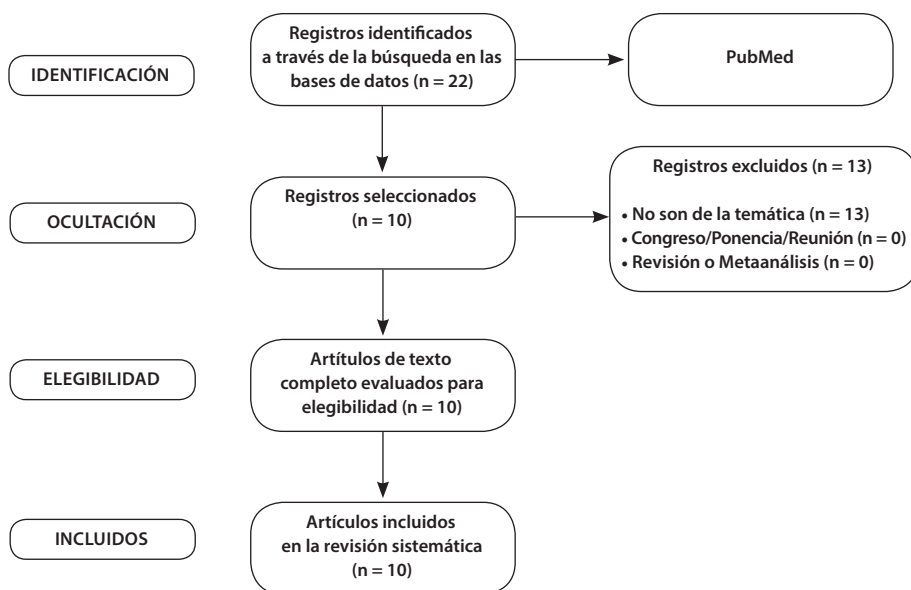 IDENTIFICACIÓN
Registros identificados
a través de la búsqueda en las
bases de datos (n = 22)
PubMed
OCULTACIÓN
Registros seleccionados
(n = 10)
Registros excluidos (n = 13)
• No son de la temática (n = 13)
• Congreso/Ponencia/Reunión (n = 0)
• Revisión o Metaanálisis (n = 0)
ELEGIBILIDAD
Artítulos de texto
completo evaluados para
elegibilidad (n = 10)
INCLUIDOS
Artículos incluidos
en la revisión sistemática
(n = 10)